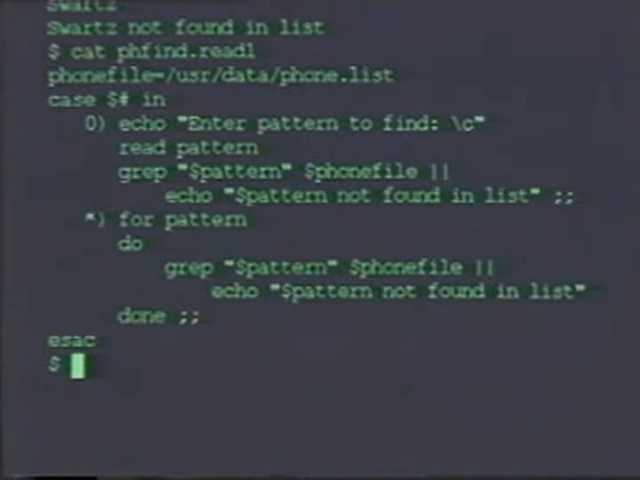 Swartz
Swartz not found in list
$ cat phfind.read1
phonefile=/usr/data/phone.list
case $# in
0) echo "Enter pattern to find: \c"
read pattern
grep "$pattern" $phonefile ||
echo "$pattern not found in list" ;;
*) for pattern
do
grep "$pattern" $phonefile ||
echo "$pattern not found in list"
done ;;
esac
$